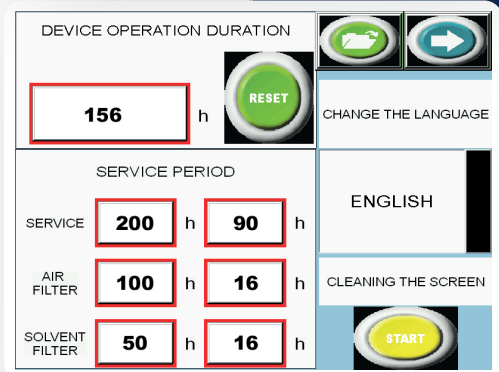 DEVICE OPERATION DURATION
156 h
RESET
CHANGE THE LANGUAGE
ENGLISH
SERVICE PERIOD
SERVICE 200 h 90 h
AIR
FILTER 100 h 16 h
SOLVENT
FILTER 50 h 16 h
CLEANING THE SCREEN
START